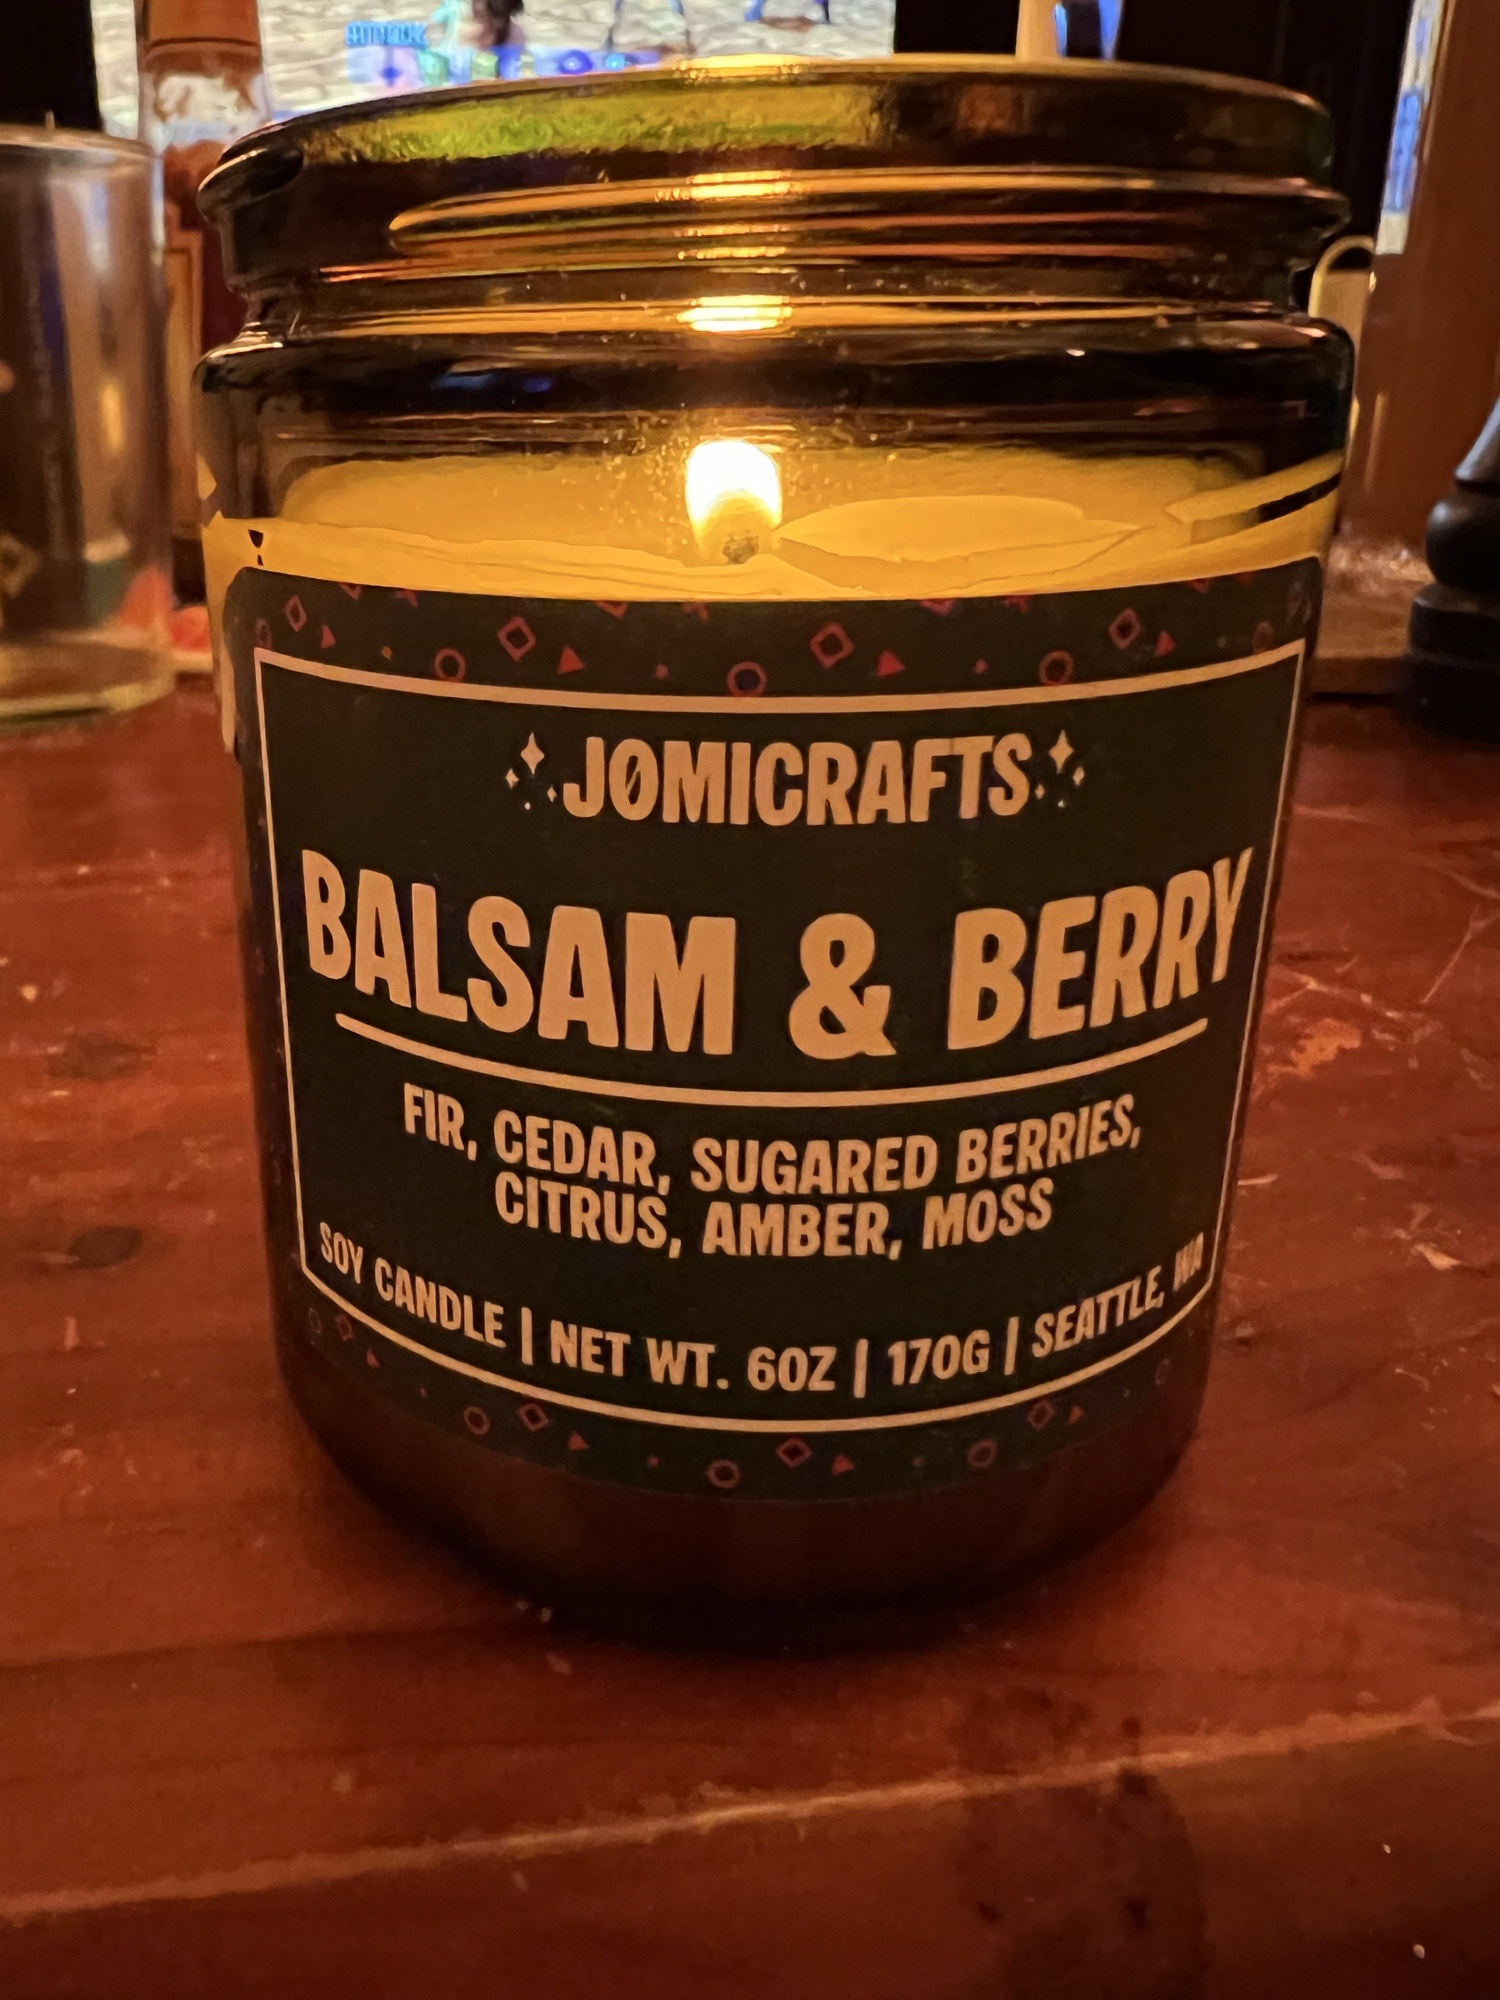 JØMICRAFTS
BALSAM & BERRY
FIR, CEDAR, SUGARED BERRIES,
CITRUS, AMBER, MOSS
SOY CANDLE | NET WT. 6OZ | 170G | SEATTLE, WA